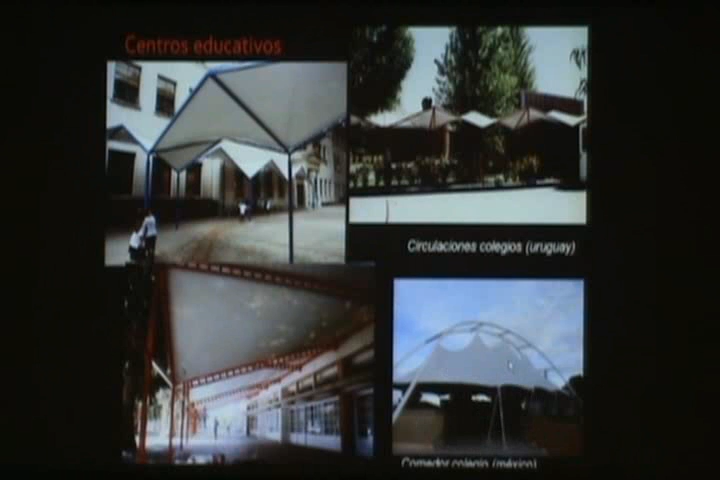 Centros educativos
Circulaciones colegios (uruguay)
Comedor colegio (méxico)